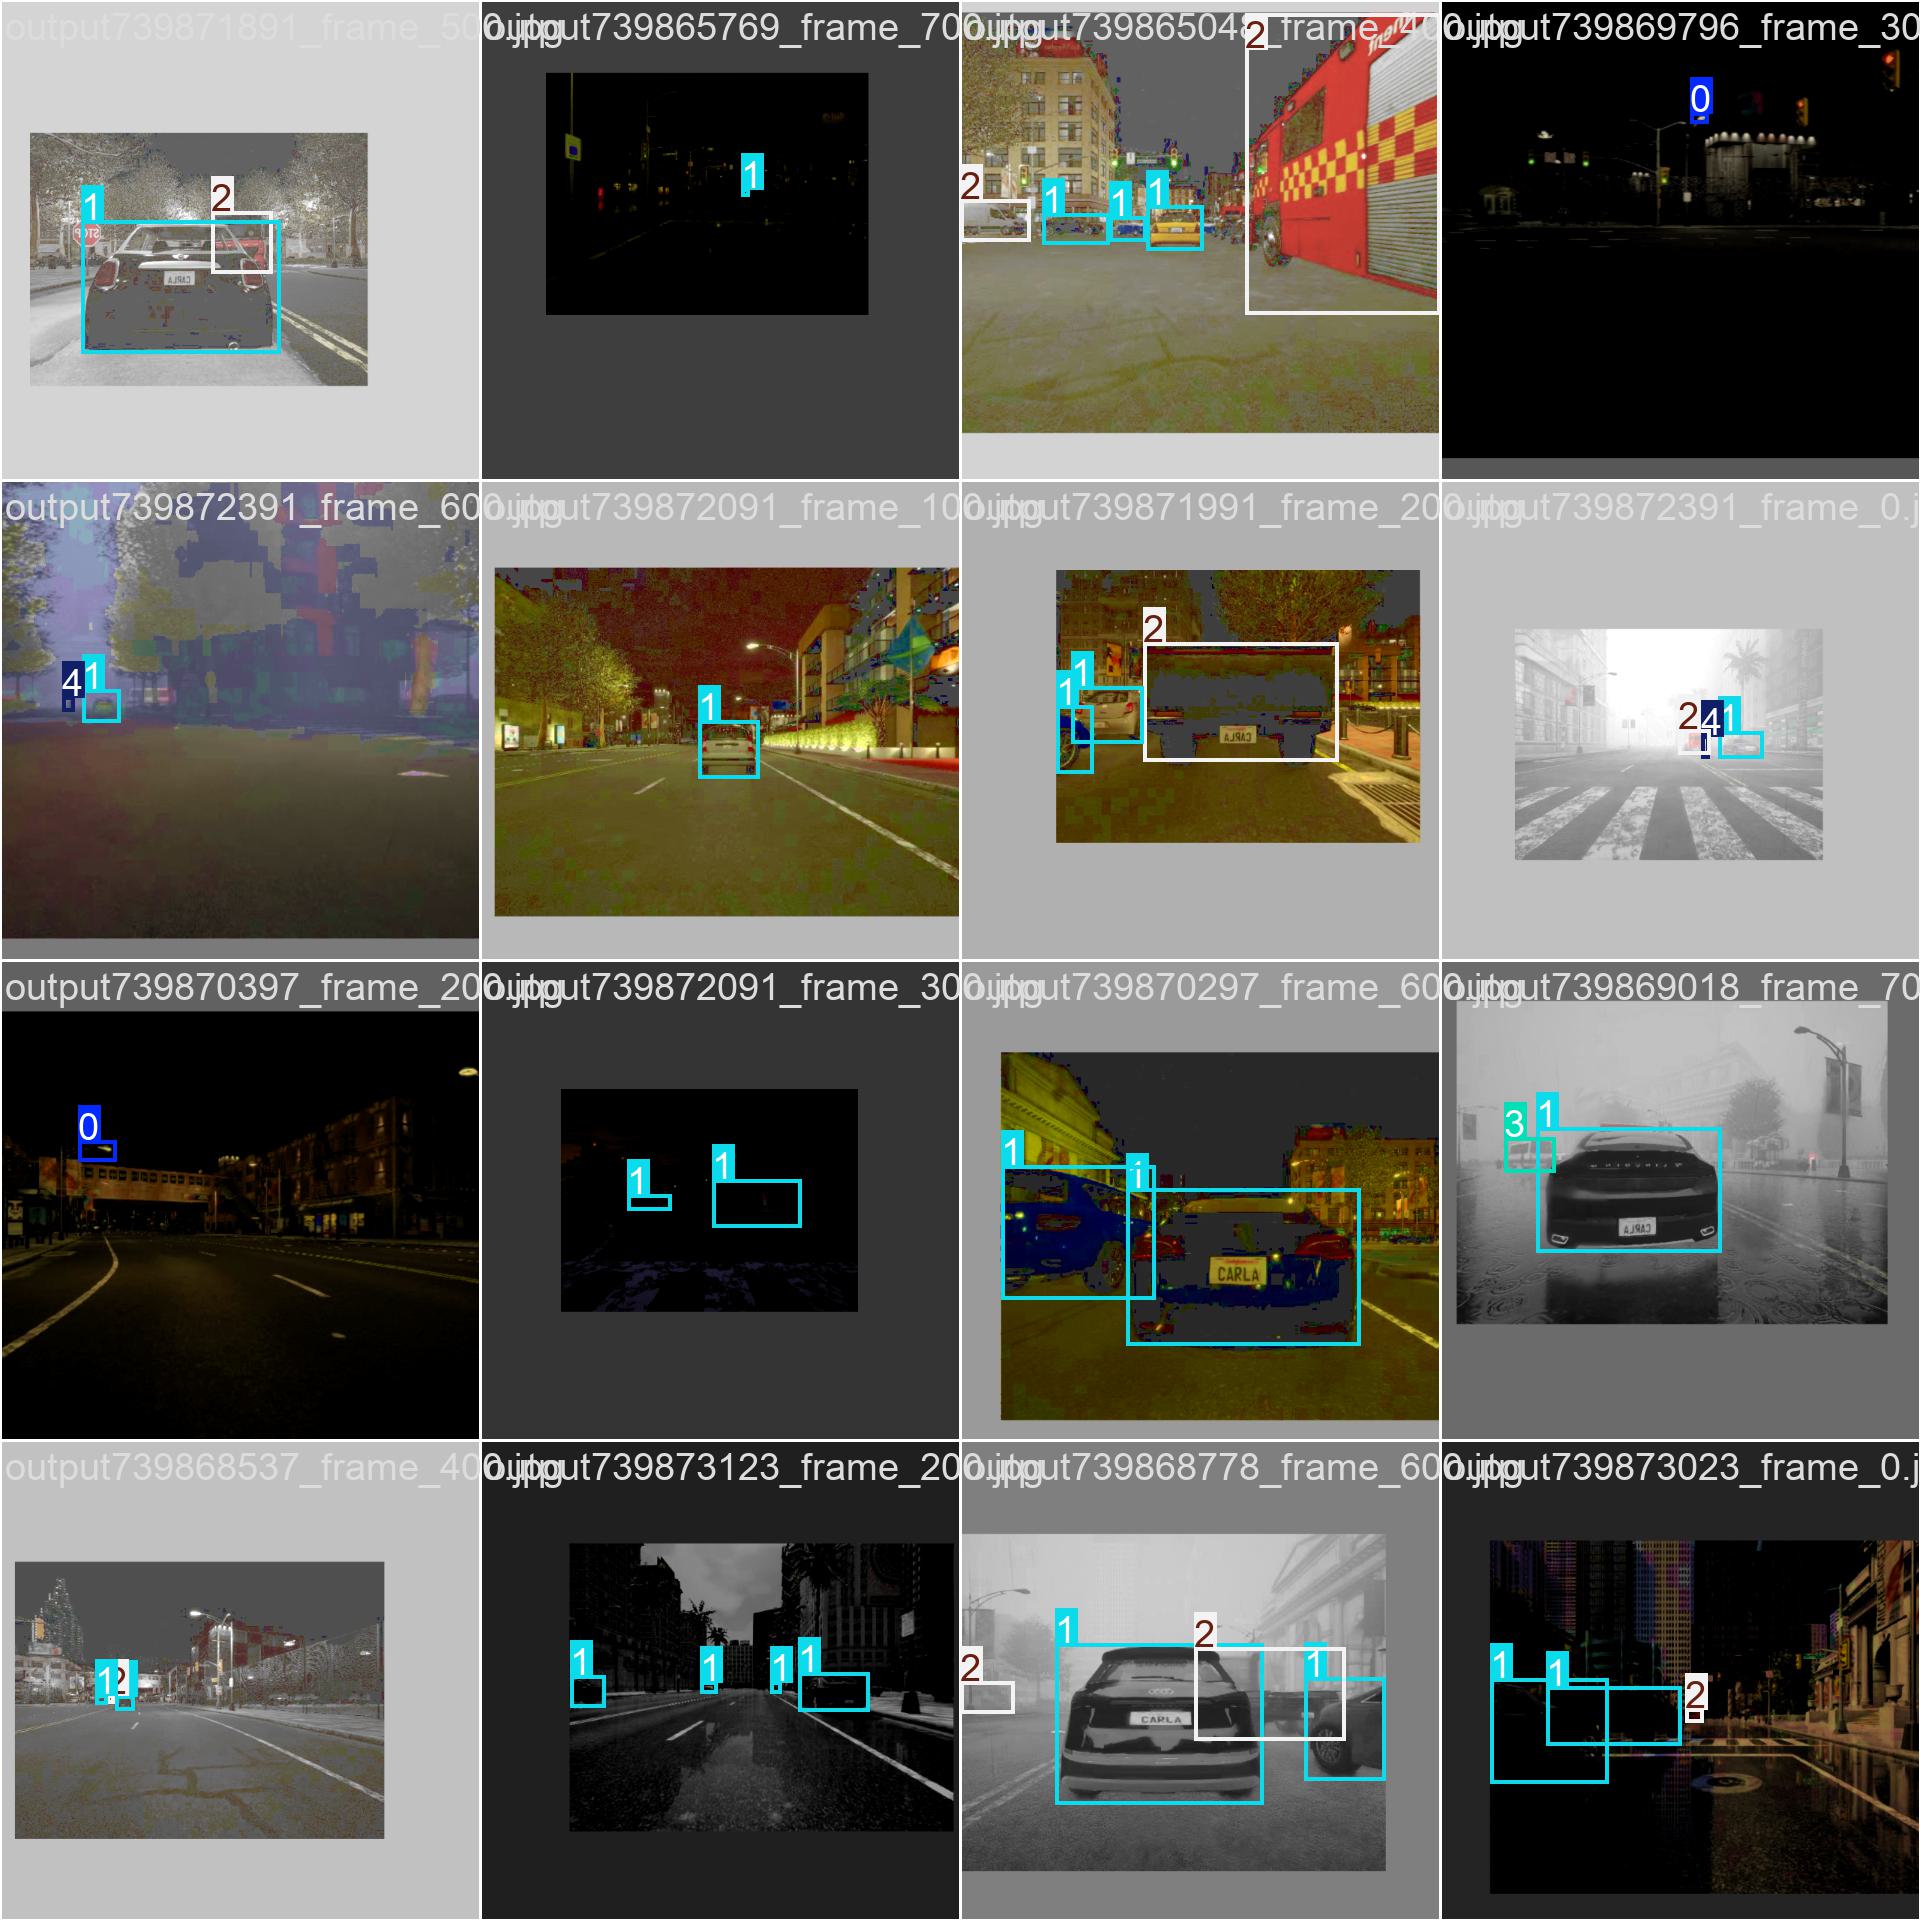 output739871891_frame_500.jpg
output739865769_frame_700.jpg
output739865048_frame_400.jpg
output739869796_frame_30
2
0
1
2
1
2
1
1
1
STOP
CARLA
output739872391_frame_600.jpg
output739872091_frame_100.jpg
output739871991_frame_200.jpg
output739872391_frame_0.j
2
4
1
1
1
1
2
4
1
CARLA
output739870397_frame_200.jpg
output739872091_frame_300.jpg
output739870297_frame_600.jpg
output739869018_frame_70
0
1
1
1
1
3
1
CARLA
CARLA
output739868537_frame_400.jpg
output739873123_frame_200.jpg
output739868778_frame_600.jpg
output739873023_frame_0.j
1
2
1
1
1
1
1
2
2
1
1
1
2
CARLA